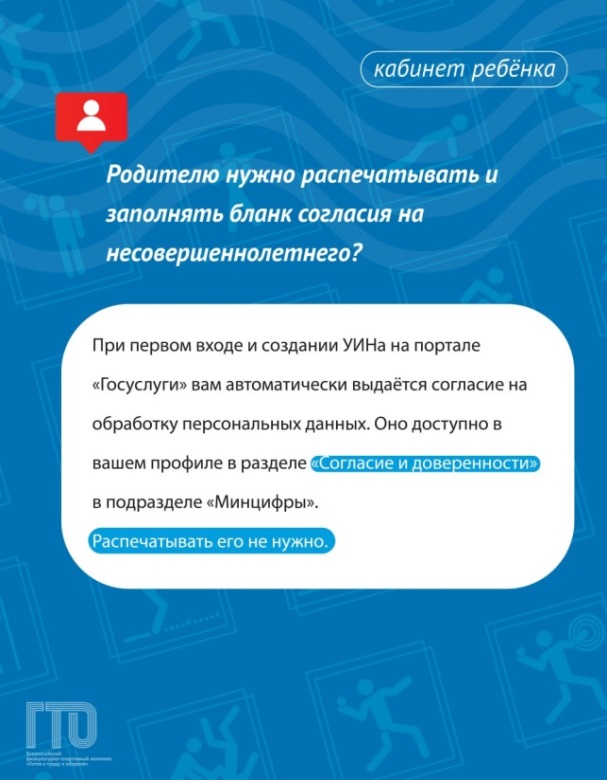 кабинет ребёнка
Родителю нужно распечатывать и
заполнять бланк согласия на
несовершеннолетнего?
При первом входе и создании УИНа на портале
«Госуслуги» вам автоматически выдаётся согласие на
обработку персональных данных. Оно доступно в
вашем профиле в разделе «Согласие и доверенности»
в подразделе «Минцифры».
Распечатывать его не нужно.
ГТО
Всероссийский
физкультурно-спортивный комплекс
«Готов к труду и обороне»